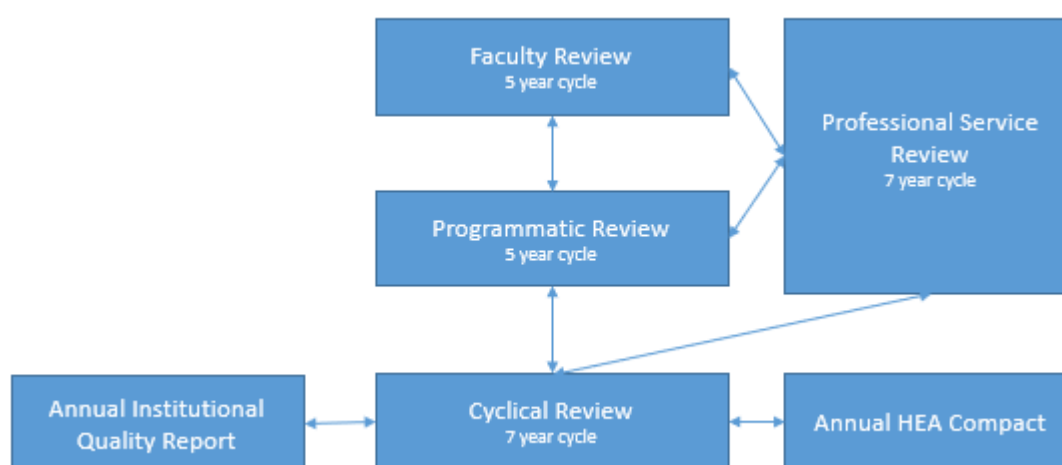 Faculty Review
5 year cycle
Professional Service
Review
7 year cycle
Programmatic Review
5 year cycle
Annual Institutional
Quality Report
Cyclical Review
7 year cycle
Annual HEA Compact